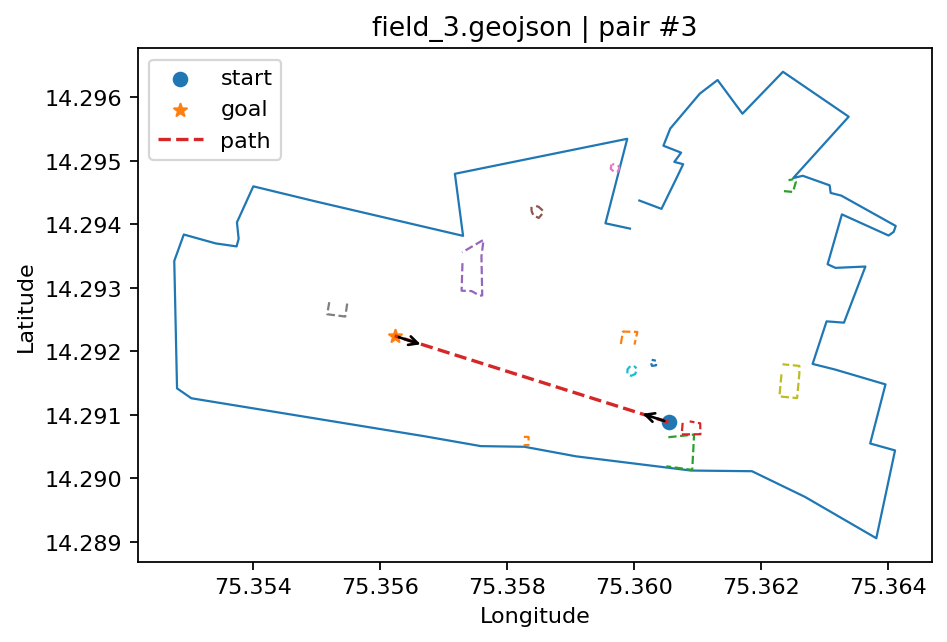 field_3.geojson | pair #3
start
goal
path
14.296
14.295
14.294
14.293
14.292
14.291
14.290
14.289
Latitude
75.354 75.356 75.358 75.360 75.362 75.364
Longitude